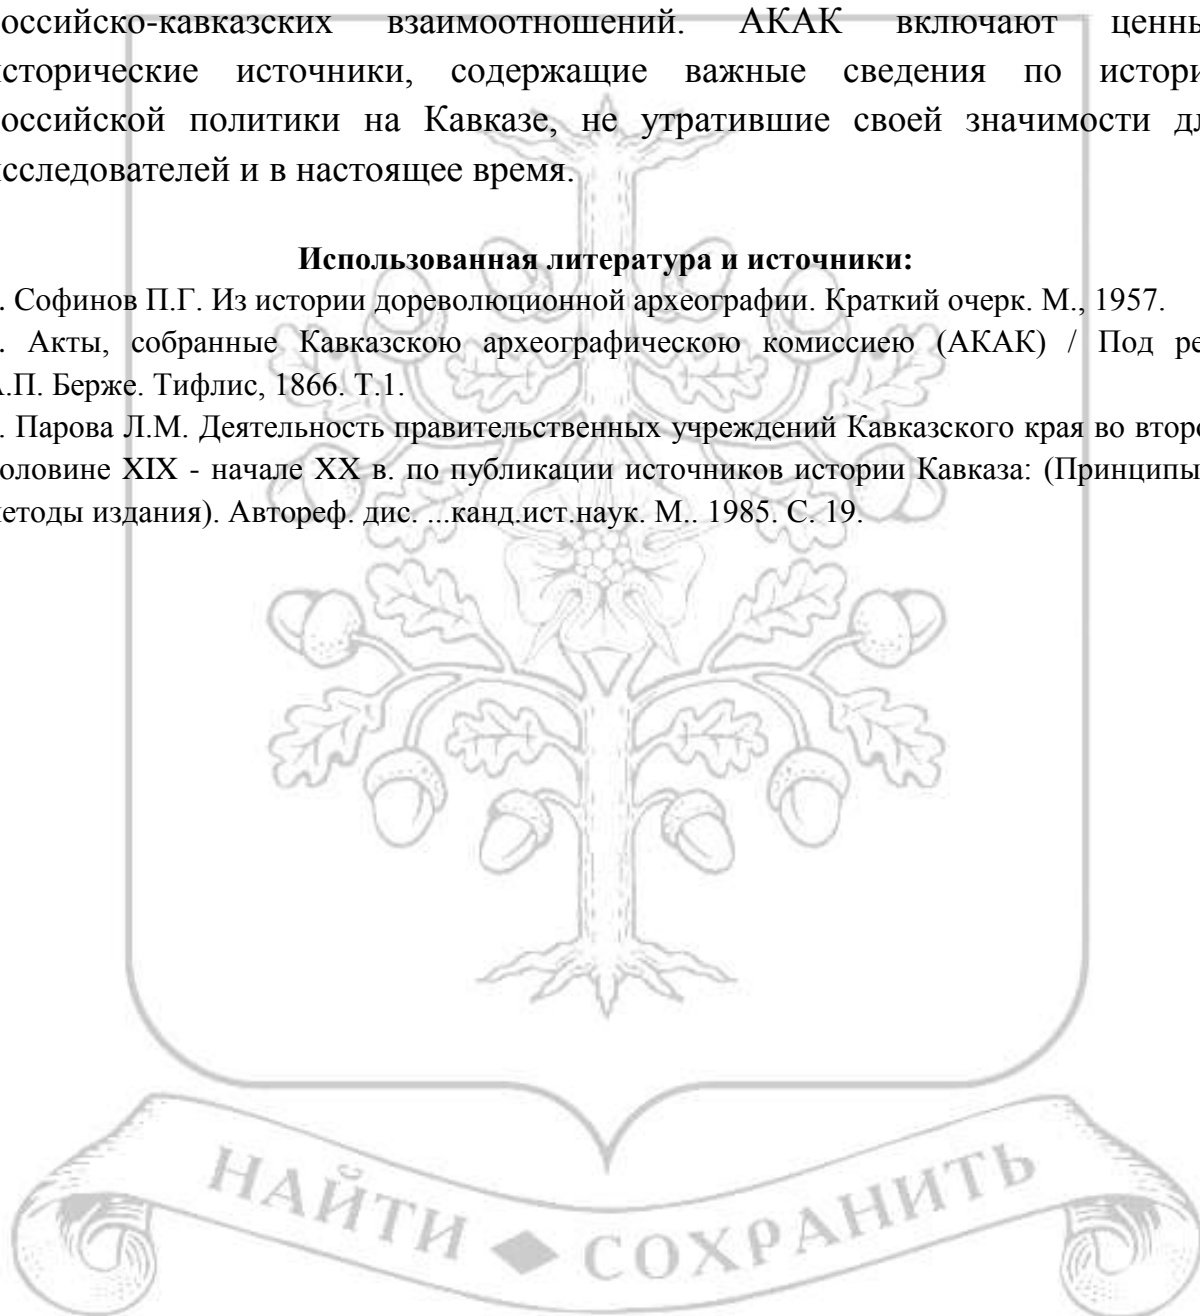 оссийско-кавказских взаимоотношений. АКАК включают ценны
исторические источники, содержащие важные сведения по истори
оссийской политики на Кавказе, не утратившие своей значимости дл
исследователей и в настоящее время.
Использованная литература и источники:
. Софинов П.Г. Из истории дореволюционной археографии. Краткий очерк. М., 1957.
. Акты, собранные Кавказскою археографическою комиссиею (АКАК) / Под ре
А.П. Берже. Тифлис, 1866. Т.1.
. Парова Л.М. Деятельность правительственных учреждений Кавказского края во второ
оловине XIX - начале XX в. по публикации источников истории Кавказа: (Принципы
методы издания). Автореф. дис. ...канд.ист.наук. М.. 1985. С. 19.
НАЙТИ ◆ СОХРАНИТЬ